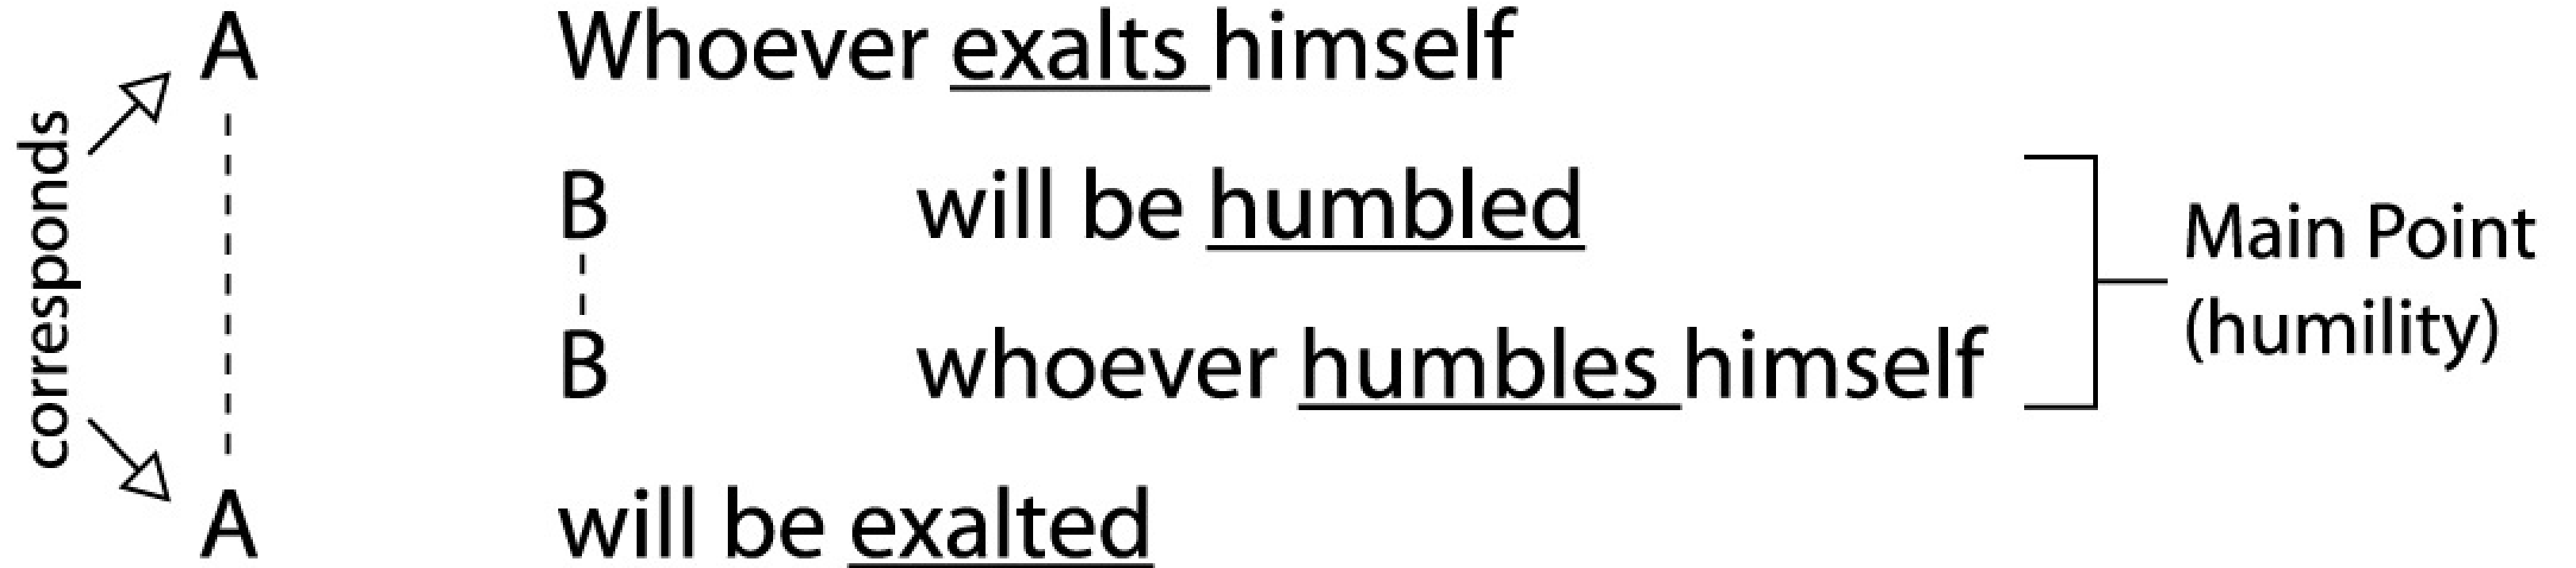 corresponds
A Whoever exalts himself
B will be humbled
B whoever humbles himself
A will be exalted
Main Point
(humility)